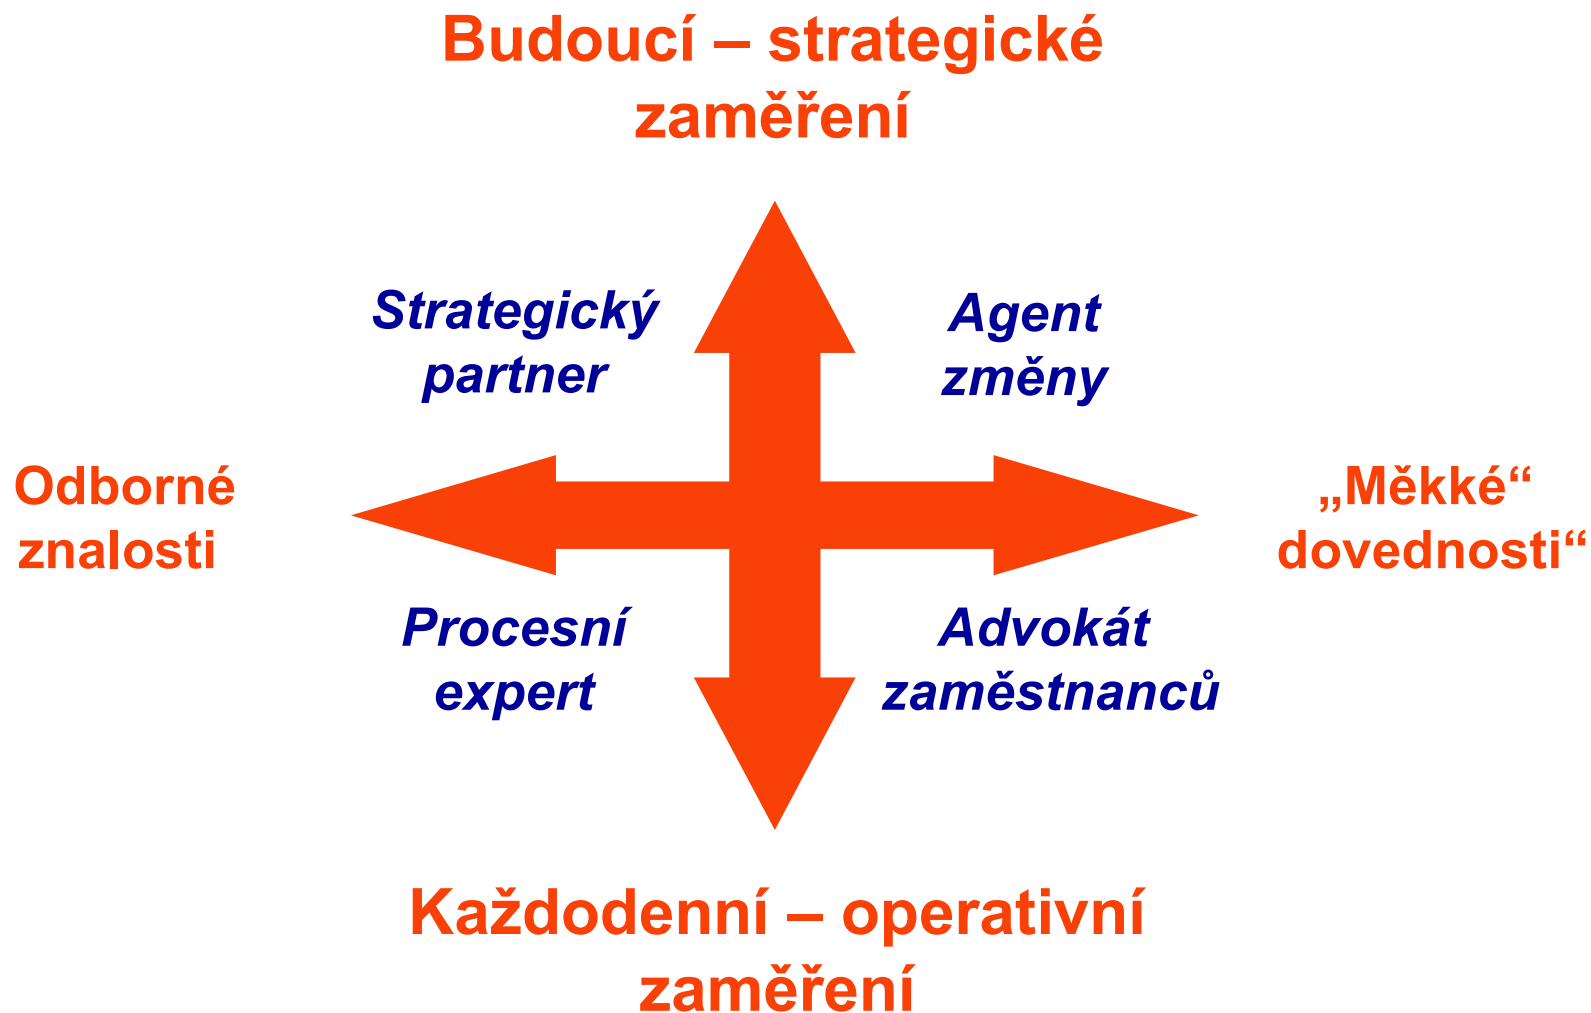 Budoucí – strategické
zaměření
Strategický
partner
Agent
změny
Odborné
znalosti
„Měkké“
dovednosti“
Procesní
expert
Advokát
zaměstnanců
Každodenní – operativní
zaměření